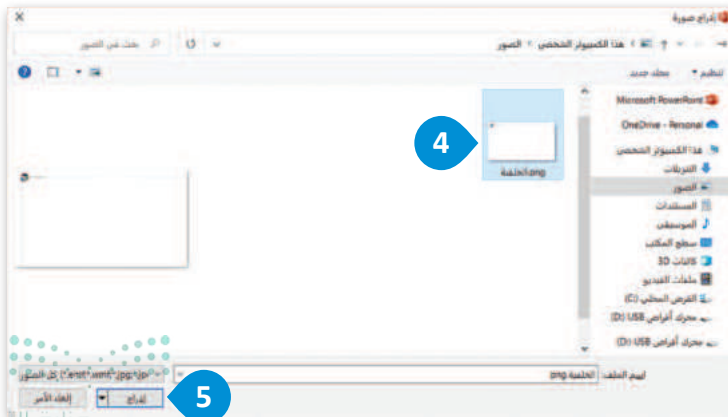 إدراج صورة
هذا الكمبيوتر الشخصي › الصور
بحث في الصور
تنظيم
مجلد جديد
Microsoft PowerPoint
OneDrive - Personal
هذا الكمبيوتر الشخصي
التنزيلات
الصور
المستندات
الموسيقى
سطح المكتب
كائنات 3D
ملفات الفيديو
القرص المحلي (C:)
محرك أقراص USB (D:)
محرك أقراص USB (D:)
4
الخلفية.png
اسم الملف:
الخلفية.png
كل الصور
إدراج
إلغاء الأمر
5